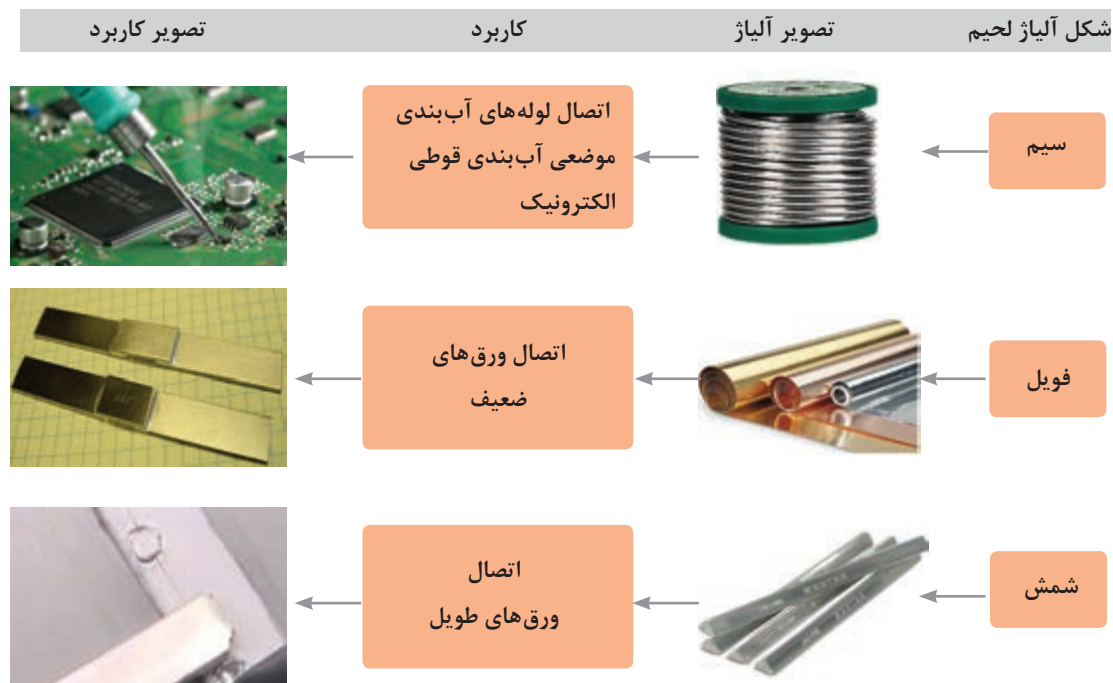 شکل آلیاژ لحیم
تصویر آلیاژ
کاربرد
تصویر کاربرد
سیم
اتصال لوله‌های آب‌بندی
موضعی آب‌بندی قوطی
الکترونیک
فویل
اتصال ورق‌های
ضعیف
شمش
اتصال
ورق‌های طویل